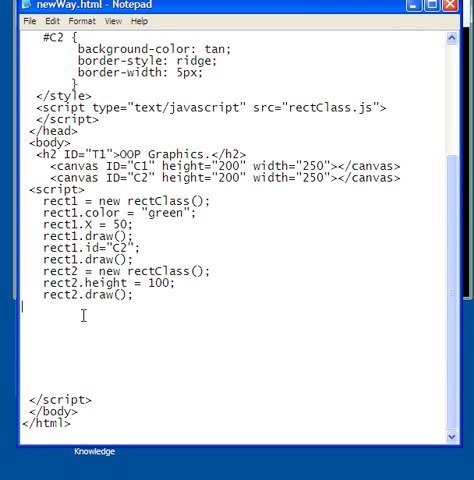 newWay.html - Notepad
File Edit Format View Help
#C2 {
background-color: tan;
border-style: ridge;
border-width: 5px;
}
</style>
<script type="text/javascript" src="rectClass.js">
</script>
</head>
<body>
<h2 ID="T1">OOP Graphics.</h2>
<canvas ID="C1" height="200" width="250"></canvas>
<canvas ID="C2" height="200" width="250"></canvas>
<script>
rect1 = new rectClass();
rect1.color = "green";
rect1.X = 50;
rect1.draw();
rect1.id="C2";
rect1.draw();
rect2 = new rectClass();
rect2.height = 100;
rect2.draw();
</script>
</body>
</html>
Knowledge